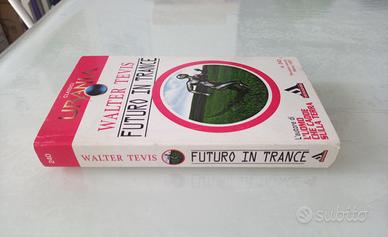 CLASSICI
URANIA
WALTER TEVIS
FUTURO IN TRANCE
L'autore di
L'UOMO
CHE CADDE
SULLA TERRA
240
WALTER TEVIS
FUTURO IN TRANCE
subito